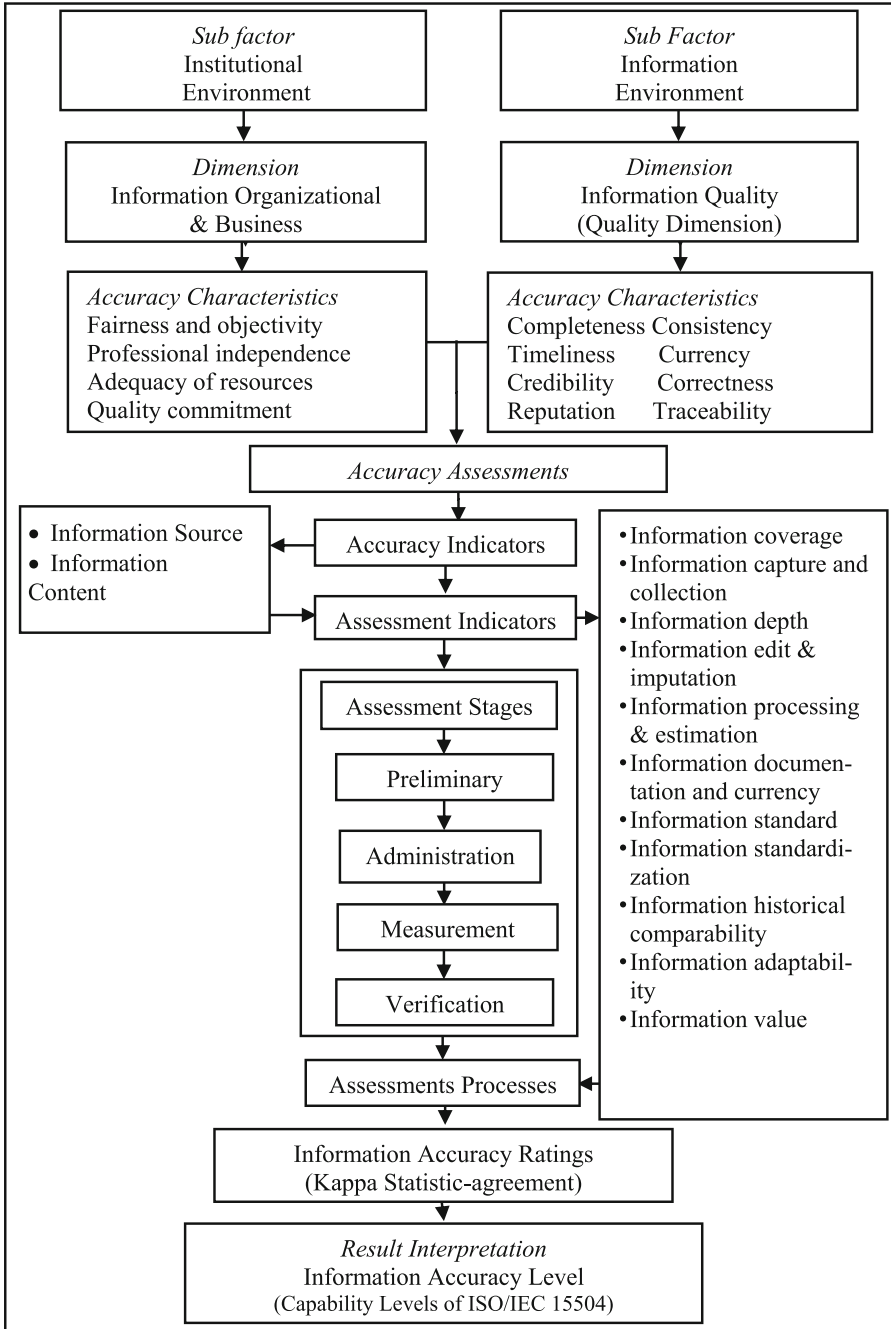 Sub factor
Institutional
Environment
Sub Factor
Information
Environment
Dimension
Information Organizational
& Business
Dimension
Information Quality
(Quality Dimension)
Accuracy Characteristics
Fairness and objectivity
Professional independence
Adequacy of resources
Quality commitment
Accuracy Characteristics
Completeness Consistency
Timeliness Currency
Credibility Correctness
Reputation Traceability
Accuracy Assessments
• Information Source
• Information
Content
Accuracy Indicators
Assessment Indicators
• Information coverage
• Information capture and
collection
• Information depth
• Information edit &
imputation
• Information processing
& estimation
• Information documen-
tation and currency
• Information standard
• Information standardi-
zation
• Information historical
comparability
• Information adaptabil-
ity
• Information value
Assessment Stages
Preliminary
Administration
Measurement
Verification
Assessments Processes
Information Accuracy Ratings
(Kappa Statistic-agreement)
Result Interpretation
Information Accuracy Level
(Capability Levels of ISO/IEC 15504)